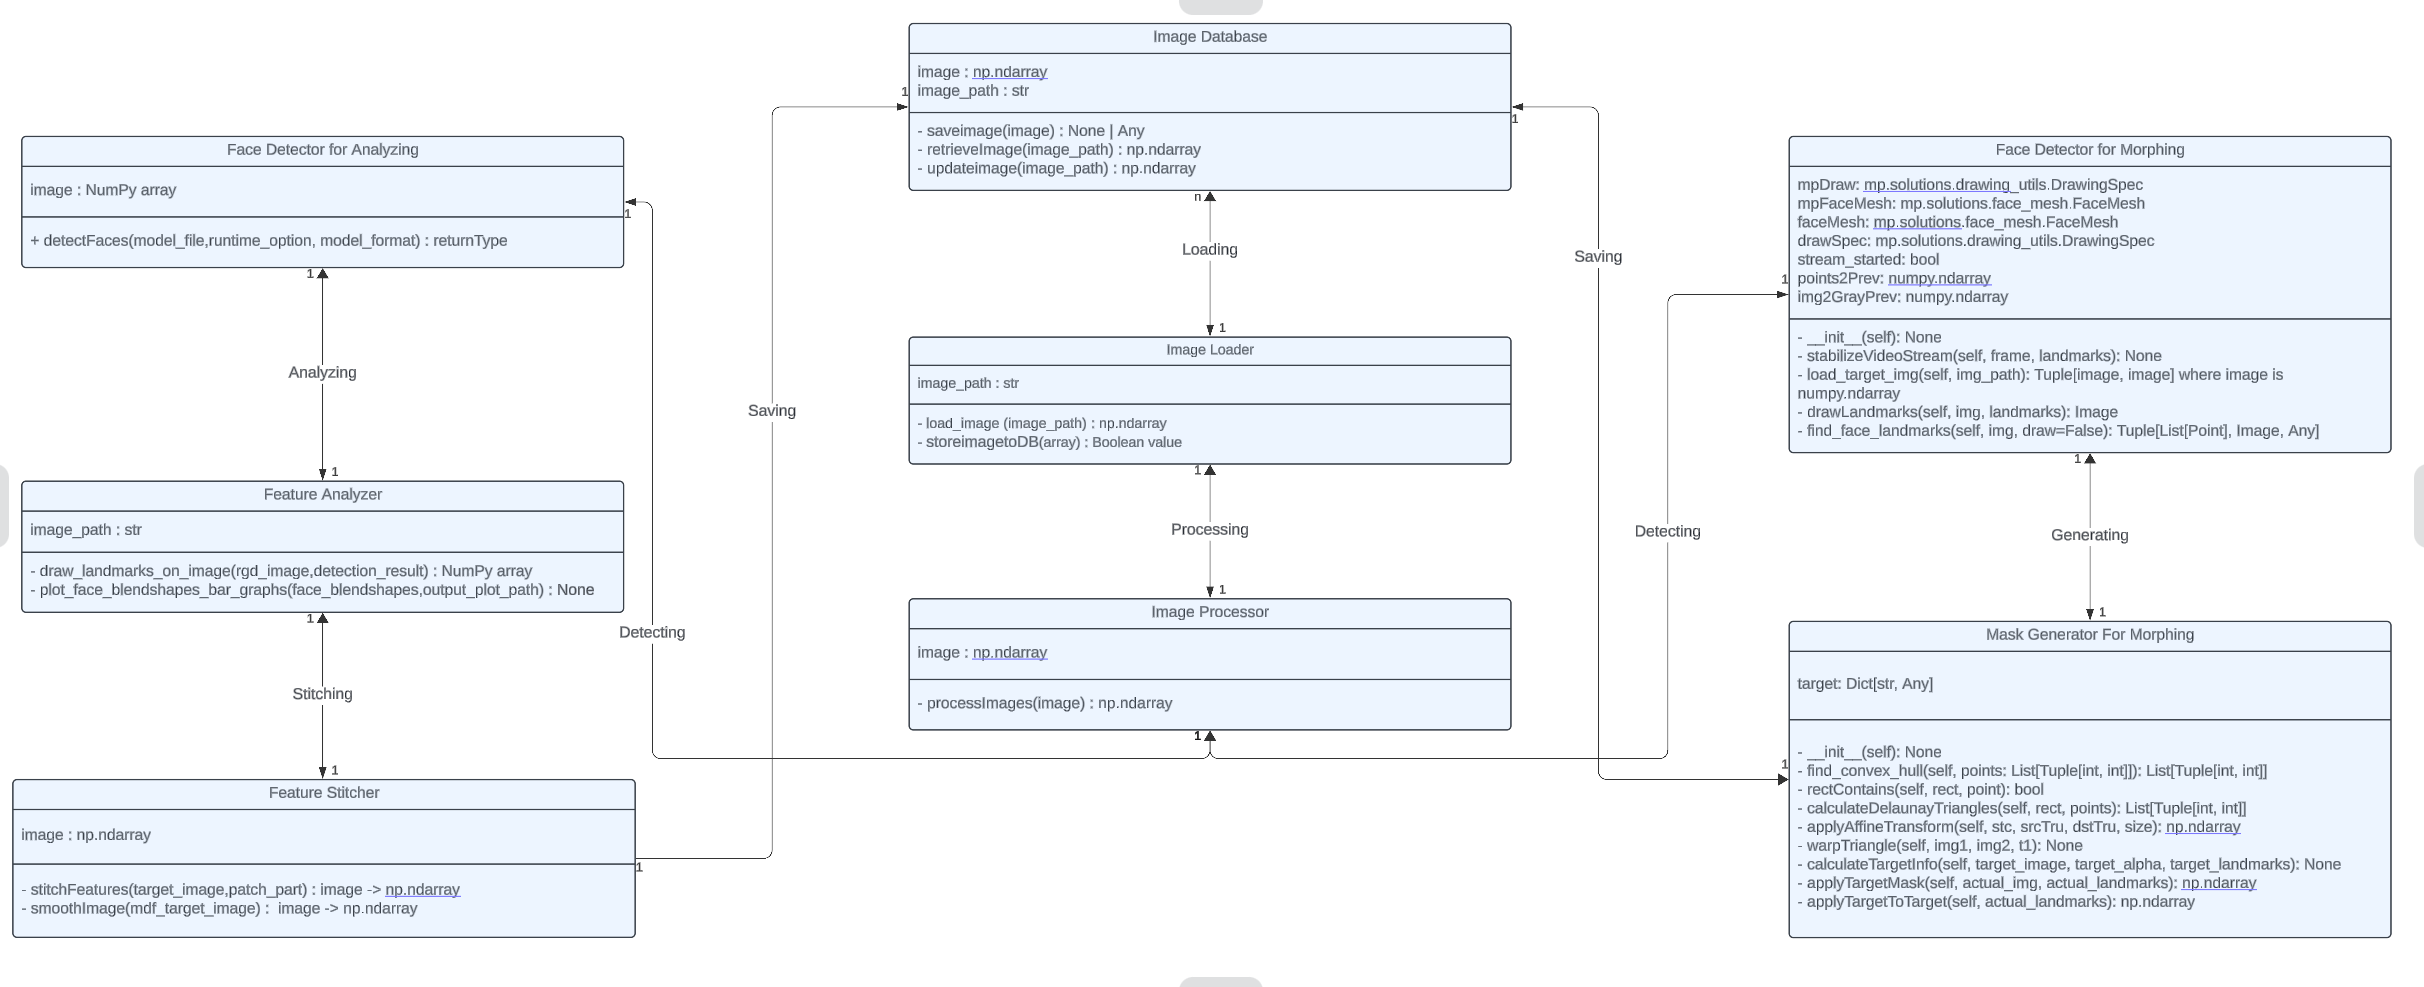 Image Database
image : np.ndarray
image_path : str
- saveimage(image) : None | Any
- retrieveImage(image_path) : np.ndarray
- updateimage(image_path) : np.ndarray
1
1
n
Face Detector for Analyzing
image : NumPy array
+ detectFaces(model_file,runtime_option, model_format) : returnType
1
1
Analyzing
1
Feature Analyzer
image_path : str
- draw_landmarks_on_image(rgd_image,detection_result) : NumPy array
- plot_face_blendshapes_bar_graphs(face_blendshapes,output_plot_path) : None
1
Stitching
1
Feature Stitcher
image : np.ndarray
- stitchFeatures(target_image,patch_part) : image -> np.ndarray
- smoothImage(mdf_target_image) :  image -> np.ndarray
1
Detecting
Saving
Loading
1
Image Loader
image_path : str
- load_image (image_path) : np.ndarray
- storeimagetoDB(array) : Boolean value
1
Processing
1
Image Processor
image : np.ndarray
- processImages(image) : np.ndarray
1
Saving
Detecting
Face Detector for Morphing
mpDraw: mp.solutions.drawing_utils.DrawingSpec
mpFaceMesh: mp.solutions.face_mesh.FaceMesh
faceMesh: mp.solutions.face_mesh.FaceMesh
drawSpec: mp.solutions.drawing_utils.DrawingSpec
stream_started: bool
points2Prev: numpy.ndarray
img2GrayPrev: numpy.ndarray
- __init__(self): None
- stabilizeVideoStream(self, frame, landmarks): None
- load_target_img(self, img_path): Tuple[image, image] where image is
numpy.ndarray
- drawLandmarks(self, img, landmarks): Image
- find_face_landmarks(self, img, draw=False): Tuple[List[Point], Image, Any]
1
1
Generating
1
Mask Generator For Morphing
target: Dict[str, Any]
- __init__(self): None
- find_convex_hull(self, points: List[Tuple[int, int]]): List[Tuple[int, int]]
- rectContains(self, rect, point): bool
- calculateDelaunayTriangles(self, rect, points): List[Tuple[int, int]]
- applyAffineTransform(self, stc, srcTru, dstTru, size): np.ndarray
- warpTriangle(self, img1, img2, t1): None
- calculateTargetInfo(self, target_image, target_alpha, target_landmarks): None
- applyTargetMask(self, actual_img, actual_landmarks): np.ndarray
- applyTargetToTarget(self, actual_landmarks): np.ndarray
1